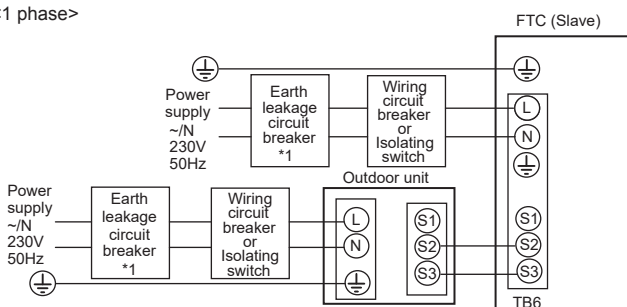 <1 phase>
FTC (Slave)
Power
supply
~/N
230V
50Hz
Earth
leakage
circuit
breaker
*1
Wiring
circuit
breaker
or
Isolating
switch
L
N
Outdoor unit
Power
supply
~/N
230V
50Hz
Earth
leakage
circuit
breaker
*1
Wiring
circuit
breaker
or
Isolating
switch
L
N
S1
S2
S3
S1
S2
S3
TB6